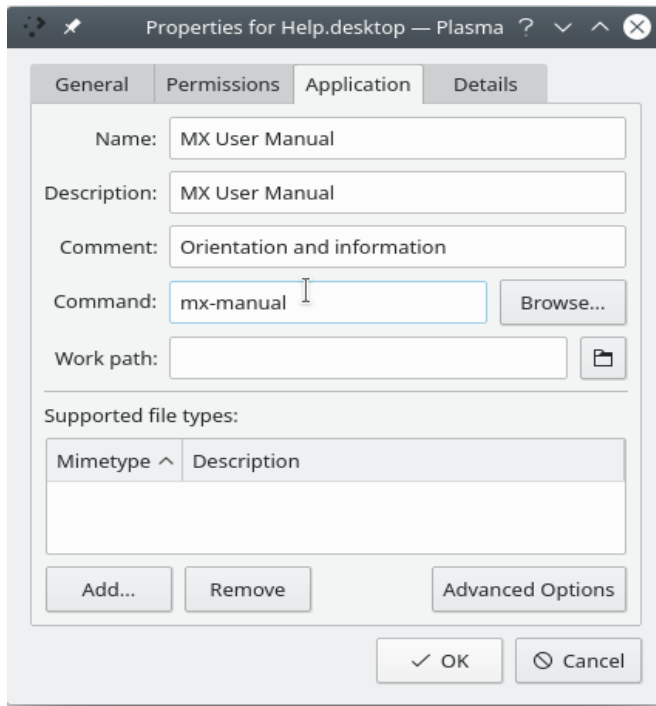 Properties for Help.desktop — Plasma ?
General Permissions Application Details
Name: MX User Manual
Description: MX User Manual
Comment: Orientation and information
Command: mx-manual Browse...
Work path:
Supported file types:
Mimetype Description
Add... Remove Advanced Options
OK Cancel